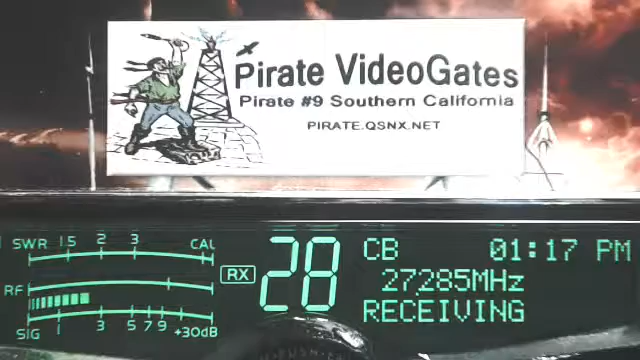 Pirate VideoGates
Pirate #9 Southern California
PIRATE.QSNX.NET
SWR 1.5 2 3 CAL
RX
28
CB 01:17 PM
27285MHz
RECEIVING
RF
SIG 1 3 5 7 9 +30dB